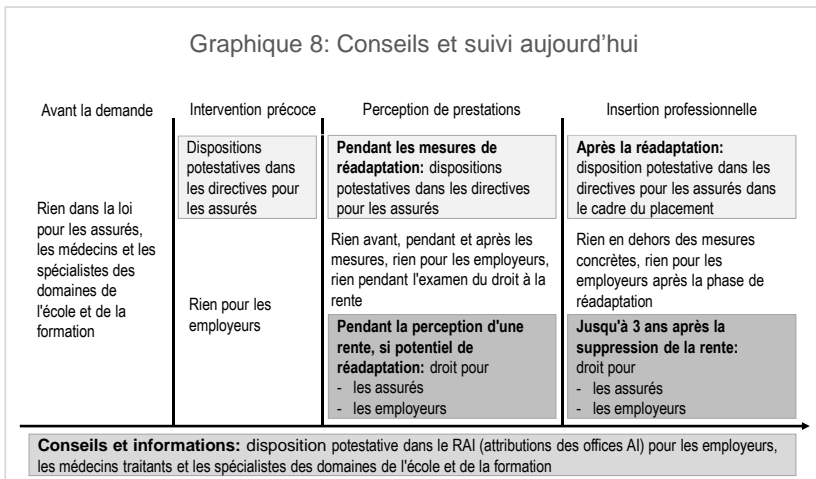 Graphique 8: Conseils et suivi aujourd'hui
Avant la demande
Rien dans la loi
pour les assurés,
les médecins et les
spécialistes des
domaines de
l'école et de la
formation
Intervention précoce
Dispositions
potestatives dans
les directives pour
les assurés
Rien pour les
employeurs
Perception de prestations
Pendant les mesures de
réadaptation: dispositions
potestatives dans les directives
pour les assurés
Rien avant, pendant et après les
mesures, rien pour les employeurs,
rien pendant l'examen du droit à la
rente
Pendant la perception d'une
rente, si potentiel de
réadaptation: droit pour
- les assurés
- les employeurs
Insertion professionnelle
Après la réadaptation:
disposition potestative dans les
directives pour les assurés dans
le cadre du placement
Rien en dehors des mesures
concrètes, rien pour les
employeurs après la phase de
réadaptation
Jusqu'à 3 ans après la
suppression de la rente:
droit pour
- les assurés
- les employeurs
Conseils et informations: disposition potestative dans le RAI (attributions des offices AI) pour les employeurs,
les médecins traitants et les spécialistes des domaines de l'école et de la formation